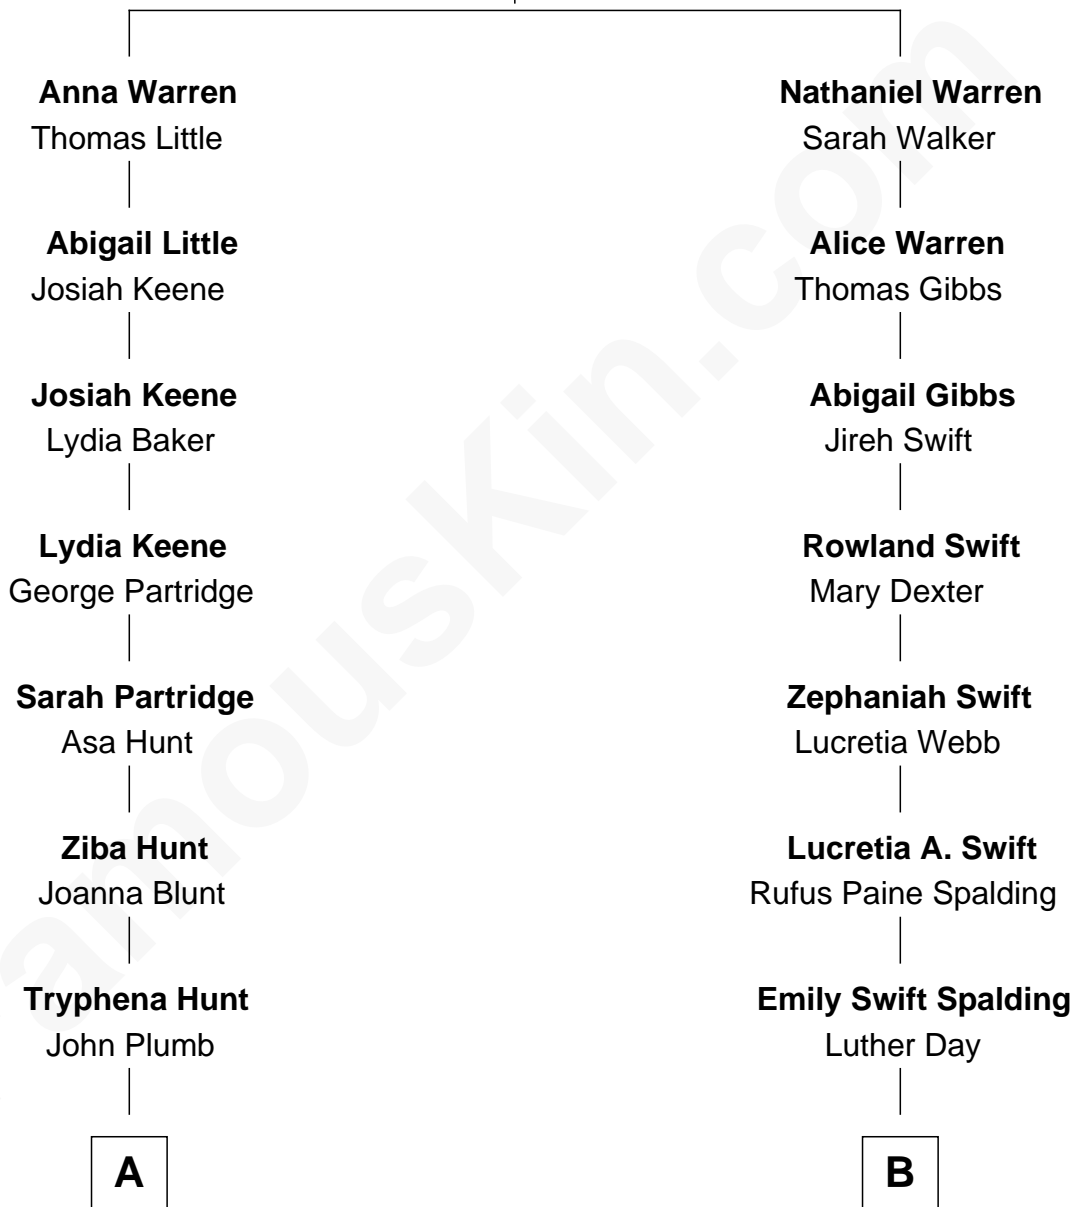 Anna Warren
Thomas Little
Abigail Little
Josiah Keene
Josiah Keene
Lydia Baker
Lydia Keene
George Partridge
Sarah Partridge
Asa Hunt
Ziba Hunt
Joanna Blunt
Tryphena Hunt
John Plumb
A
Nathaniel Warren
Sarah Walker
Alice Warren
Thomas Gibbs
Abigail Gibbs
Jireh Swift
Rowland Swift
Mary Dexter
Zephaniah Swift
Lucretia Webb
Lucretia A. Swift
Rufus Paine Spalding
Emily Swift Spalding
Luther Day
B
amouskin.com